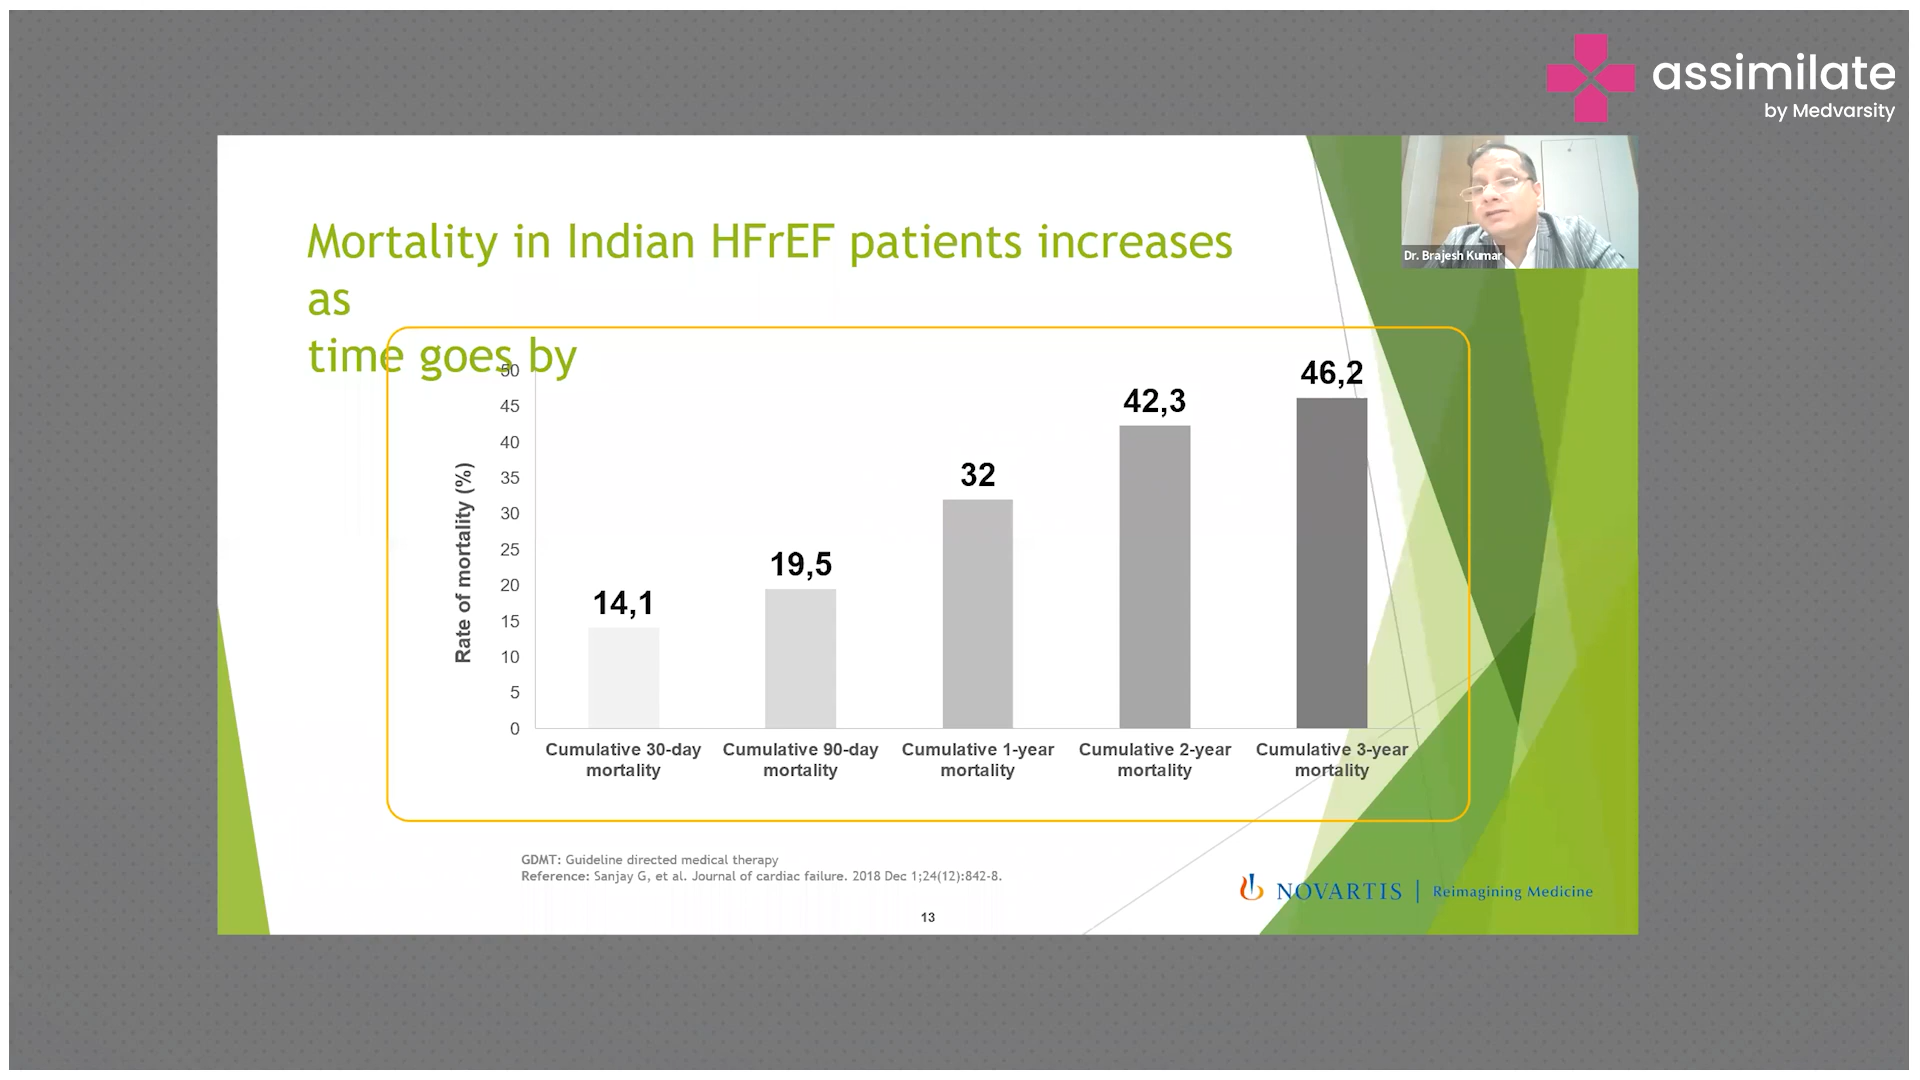 assimilate
by Medvarsity
Dr. Brajesh Kumar
Mortality in Indian HFrEF patients increases
as
time goes by
Rate of mortality (%)
50
45
40
35
30
25
20
15
10
5
0
14,1
19,5
32
42,3
46,2
Cumulative 30-day
mortality
Cumulative 90-day
mortality
Cumulative 1-year
mortality
Cumulative 2-year
mortality
Cumulative 3-year
mortality
GDMT: Guideline directed medical therapy
Reference: Sanjay G, et al. Journal of cardiac failure. 2018 Dec 1;24(12):842-8.
NOVARTIS | Reimagining Medicine
13